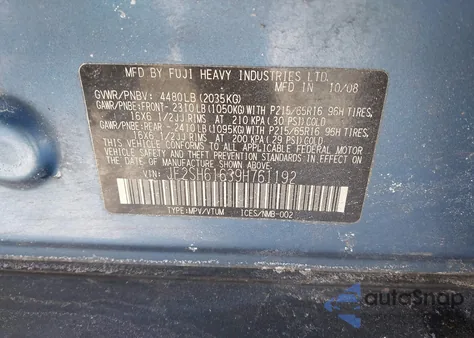 MFD BY FUJI HEAVY INDUSTRIES LTD.
MADE IN 10/08
GVWR/PNBV: 4480LB(2035KG)
GAWR/PNBE:FRONT- 2310LB(1050KG)WITH P215/65R16 96H TIRES,
16X6 1/2JJ RIMS AT 210 KPA(30 PSI)COLD
GAWR/PNBE:REAR -2410LB(1095KG)WITH P215/65R16 96H TIRES,
16X6 1/2JJ RIMS AT 200 KPA(29 PSI)COLD
THIS VEHICLE CONFORMS TO ALL APPLICABLE FEDERAL MOTOR
VEHICLE SAFETY AND THEFT PREVENTION STANDARDS
IN EFFECT ON THE DATE OF MANUFACTURE SHOWN ABOVE.
VIN: JF2SH61639H761192
TYPE:MPV/VTUM ICES/NMB-002
autoSnap